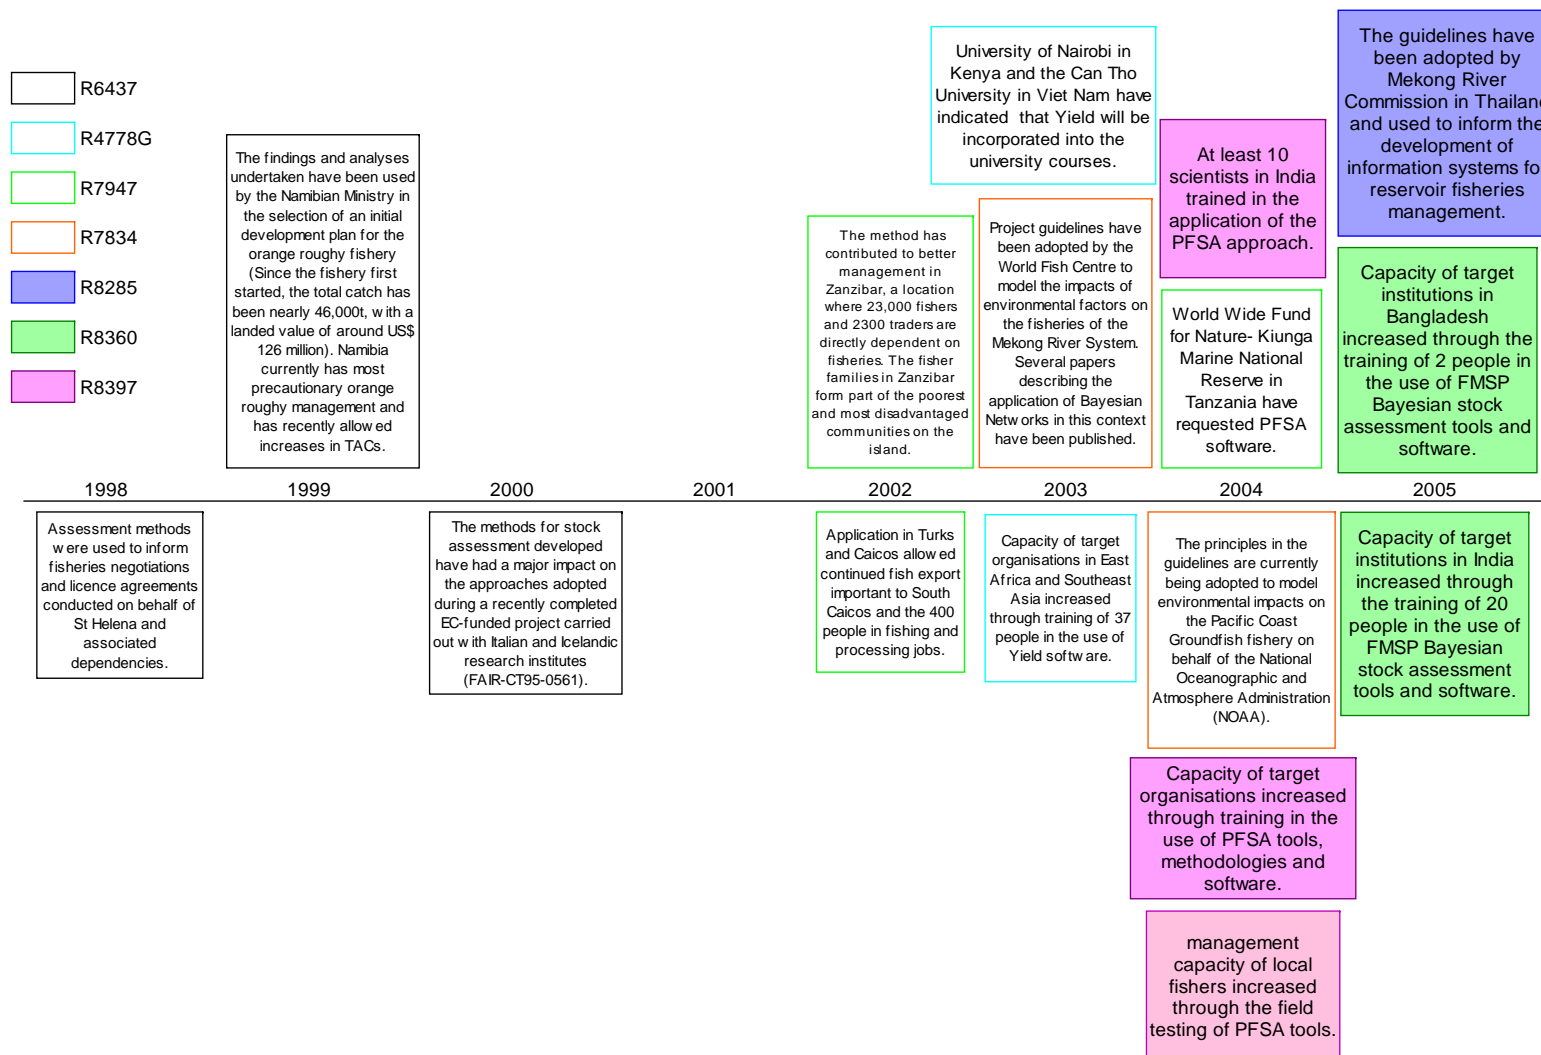 R6437
R4778G
R7947
R7834
R8285
R8360
R8397
The findings and analyses
undertaken have been used
by the Namibian Ministry in
the selection of an initial
development plan for the
orange roughy fishery
(Since the fishery first
started, the total catch has
been nearly 46,000t, with a
landed value of around US$
126 million). Namibia
currently has most
precautionary orange
roughy management and
has recently allowed
increases in TACs.
University of Nairobi in
Kenya and the Can Tho
University in Viet Nam have
indicated that Yield will be
incorporated into the
university courses.
The method has
contributed to better
management in
Zanzibar, a location
where 23,000 fishers
and 2300 traders are
directly dependent on
fisheries. The fisher
families in Zanzibar
form part of the poorest
and most disadvantaged
communities on the
island.
Project guidelines have
been adopted by the
World Fish Centre to
model the impacts of
environmental factors on
the fisheries of the
Mekong River System.
Several papers
describing the
application of Bayesian
Networks in this context
have been published.
At least 10
scientists in India
trained in the
application of the
PFSA approach.
World Wide Fund
for Nature- Kiunga
Marine National
Reserve in
Tanzania have
requested PFSA
software.
The guidelines have
been adopted by
Mekong River
Commission in Thailand
and used to inform the
development of
information systems for
reservoir fisheries
management.
Capacity of target
institutions in
Bangladesh
increased through the
training of 2 people in
the use of FMSP
Bayesian stock
assessment tools and
software.
1998
1999
2000
2001
2002
2003
2004
2005
Assessment methods
were used to inform
fisheries negotiations
and licence agreements
conducted on behalf of
St Helena and
associated
dependencies.
The methods for stock
assessment developed
have had a major impact on
the approaches adopted
during a recently completed
EC-funded project carried
out with Italian and Icelandic
research institutes
(FAIR-CT95-0561).
Application in Turks
and Caicos allowed
continued fish export
important to South
Caicos and the 400
people in fishing and
processing jobs.
Capacity of target
organisations in East
Africa and Southeast
Asia increased
through training of 37
people in the use of
Yield software.
The principles in the
guidelines are currently
being adopted to model
environmental impacts on
the Pacific Coast
Groundfish fishery on
behalf of the National
Oceanographic and
Atmosphere Administration
(NOAA).
Capacity of target
institutions in India
increased through
the training of 20
people in the use of
FMSP Bayesian
stock assessment
tools and software.
Capacity of target
organisations increased
through training in the
use of PFSA tools,
methodologies and
software.
management
capacity of local
fishers increased
through the field
testing of PFSA tools.